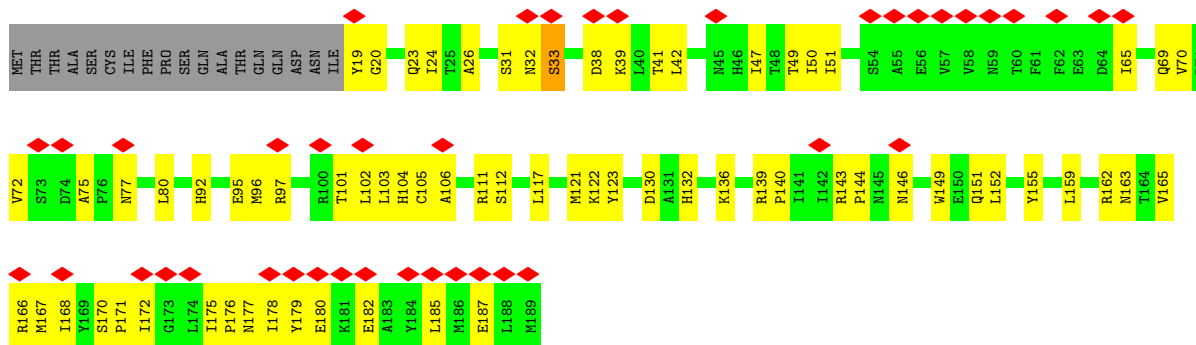 MET THR THR ALA SER CYS ILE PHE PRO SER GLN ALA THR GLN GLN ASP ASN ILE Y19 G20 Q23 I24 T25 A26 S31 N32 S33 D38 K39 L40 T41 L42 N45 H46 I47 T48 T49 I50 I51 S54 A55 E56 V57 V58 N59 T60 F61 F62 E63 D64 I65 Q69 V70
V72 S73 D74 A75 P76 N77 L80 H92 E95 M96 R97 R100 T101 L102 L103 H104 C105 A106 R111 S112 L117 M121 K122 Y123 D130 A131 H132 K136 R139 P140 I141 I142 R143 P144 N145 N146 W149 E150 Q151 L152 Y155 L159 R162 N163 T164 V165
R166 M167 I168 Y169 S170 P171 I172 G173 L174 I175 P176 N177 I178 Y179 E180 K181 E182 A183 Y184 L185 M186 E187 L188 M189